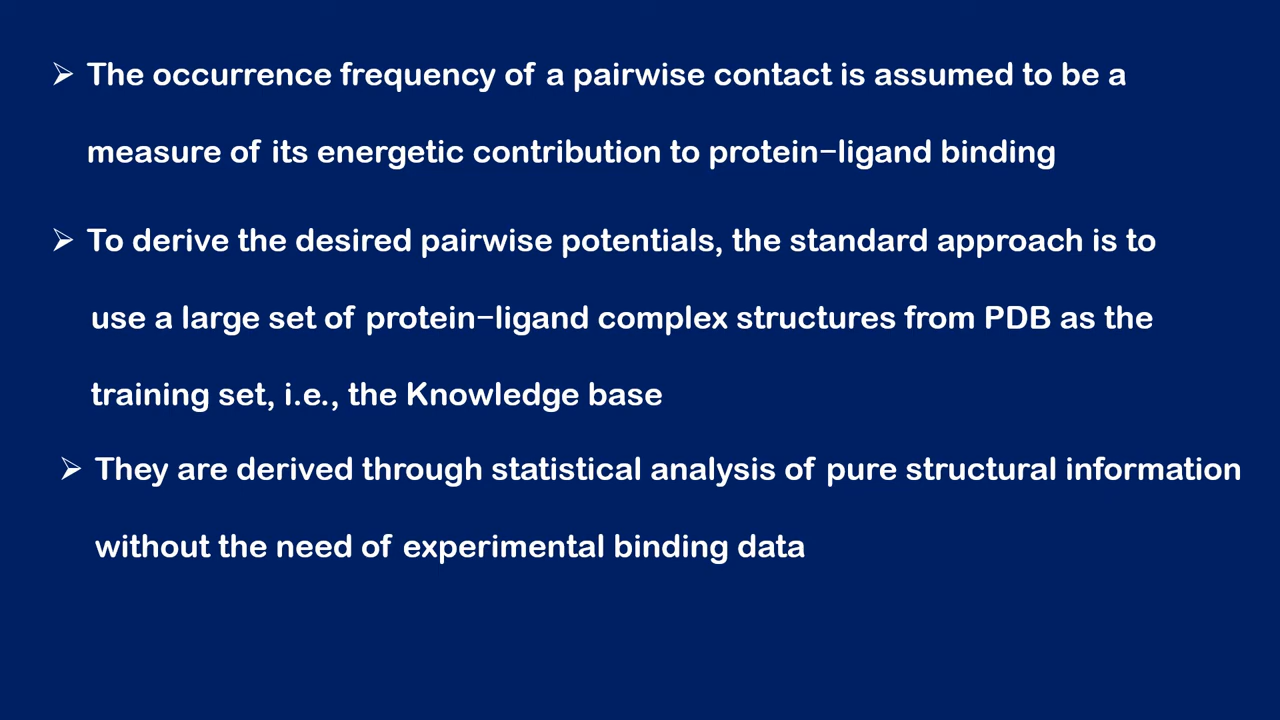 ➢ The occurrence frequency of a pairwise contact is assumed to be a
measure of its energetic contribution to protein−ligand binding
➢ To derive the desired pairwise potentials, the standard approach is to
use a large set of protein−ligand complex structures from PDB as the
training set, i.e., the Knowledge base
➢ They are derived through statistical analysis of pure structural information
without the need of experimental binding data